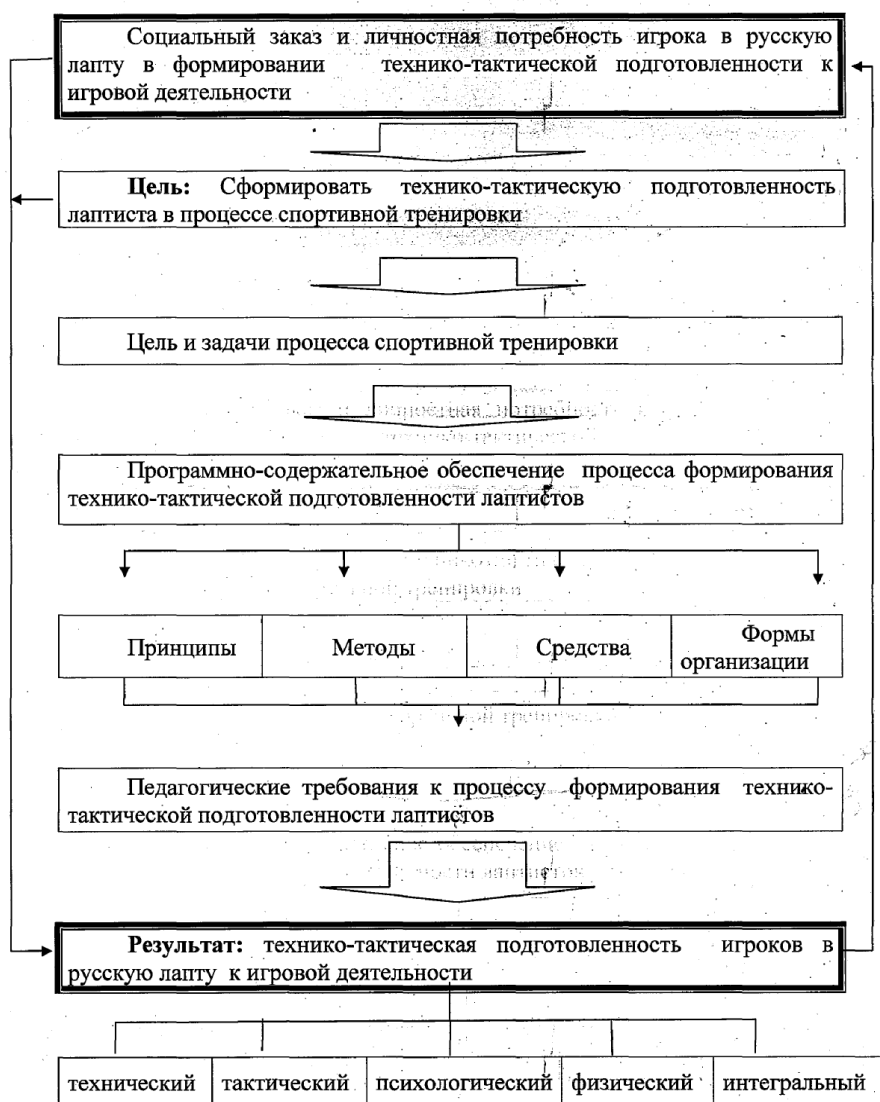 Социальный заказ и личностная потребность игрока в русскую
лапту в формировании технико-тактической подготовленности к
игровой деятельности
Цель: Сформировать технико-тактическую подготовленность
лаптиста в процессе спортивной тренировки
Цель и задачи процесса спортивной тренировки
Программно-содержательное обеспечение процесса формирования
технико-тактической подготовленности лаптистов
Принципы Методы Средства Формы
организации
Педагогические требования к процессу формирования технико-
тактической подготовленности лаптистов
Результат: технико-тактическая подготовленность игроков в
русскую лапту к игровой деятельности
технический тактический психологический физический интегральный